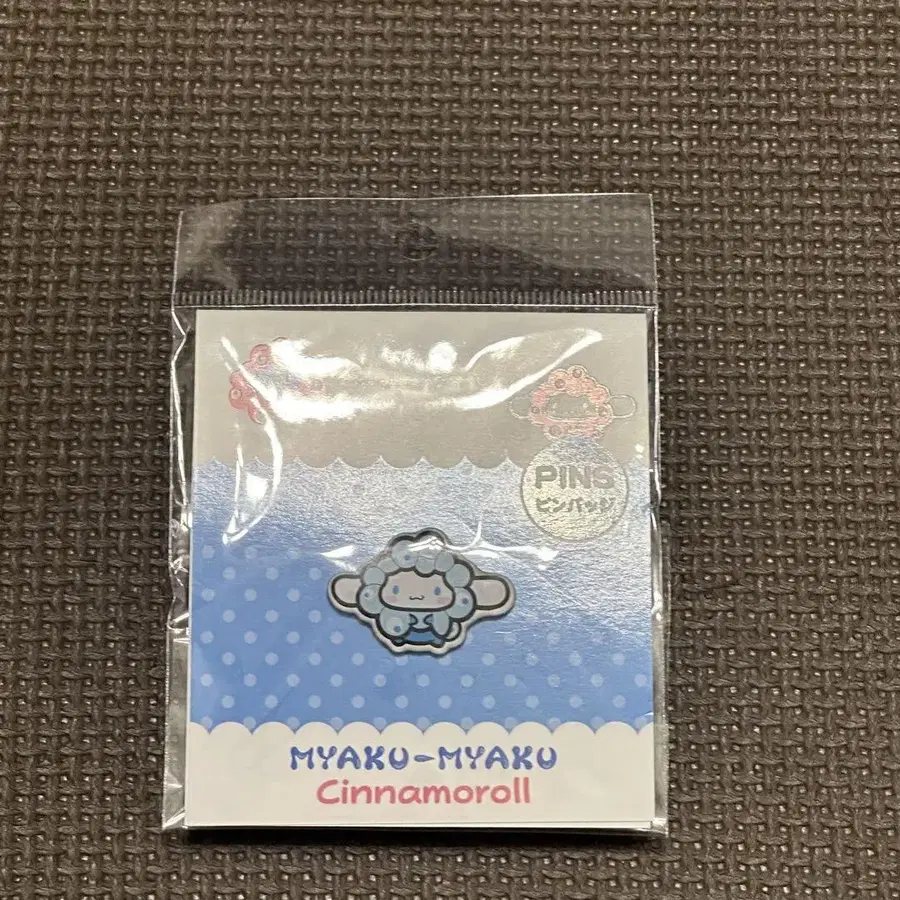 PINS
ピンバッジ
MYAKU-MYAKU
Cinnamoroll